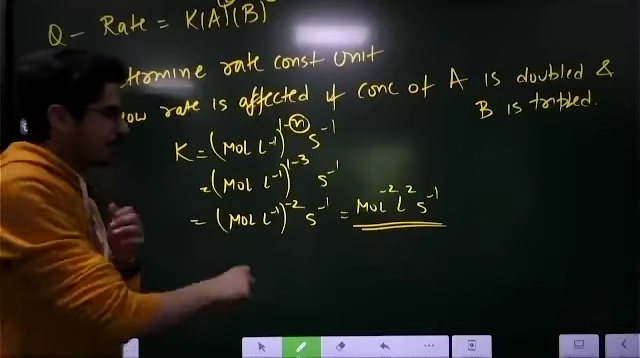 Q - Rate = K(A) (B)
termine rate const unit
ow rate is affected if conc of A is doubled &
B is tripled.
K = (MOL L⁻¹)¹⁻ⁿ S⁻¹
= (MOL L⁻¹)¹⁻³ S⁻¹
= (MOL L⁻¹)⁻² S⁻¹ = MOL⁻² L² S⁻¹